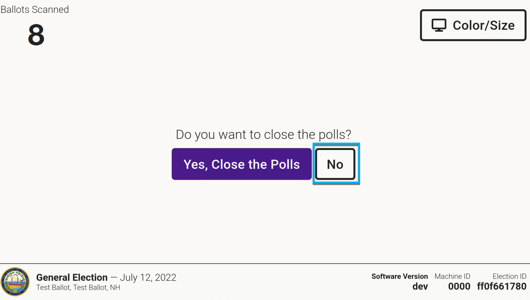 Ballots Scanned
8
Color/Size
Do you want to close the polls?
Yes, Close the Polls
No
General Election — July 12, 2022
Test Ballot, Test Ballot, NH
Software Version
dev
Machine ID
0000
Election ID
ff0f661780